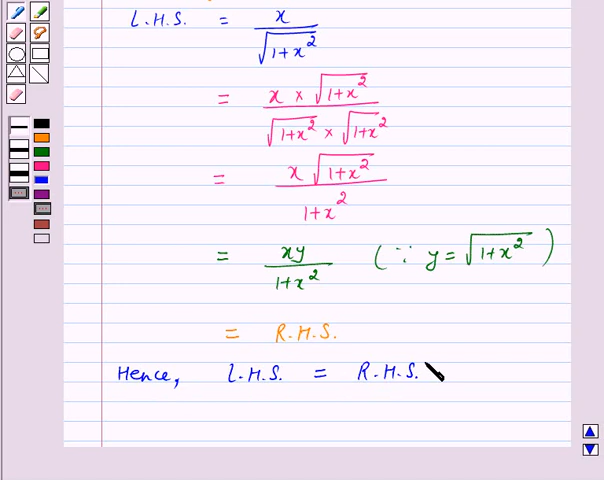 L.H.S. = x / √(1+x²)
= x × √(1+x²) / √(1+x²) × √(1+x²)
= x √(1+x²) / 1+x²
= xy / 1+x² (∵ y = √(1+x²))
= R.H.S.
Hence, L.H.S. = R.H.S.